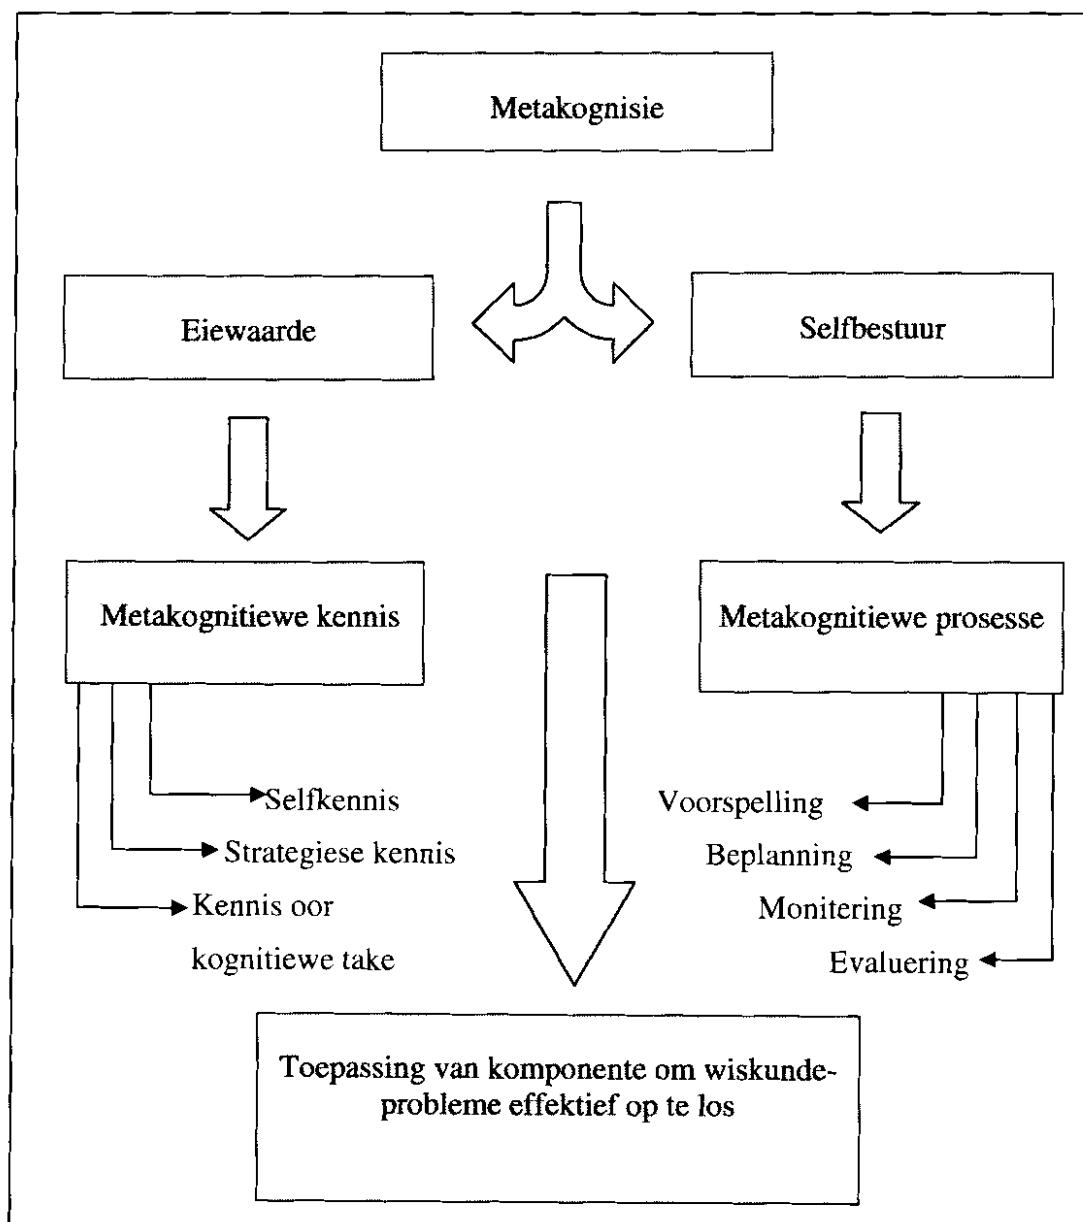 Metakognisie
Eiewaarde
Selfbestuur
Metakognitiewe kennis
Metakognitiewe prosesse
Selfkennis
Strategiese kennis
Kennis oor
kognitiewe take
Voorspelling
Beplanning
Monitering
Evaluering
Toepassing van komponente om wiskunde-
probleme effektief op te los